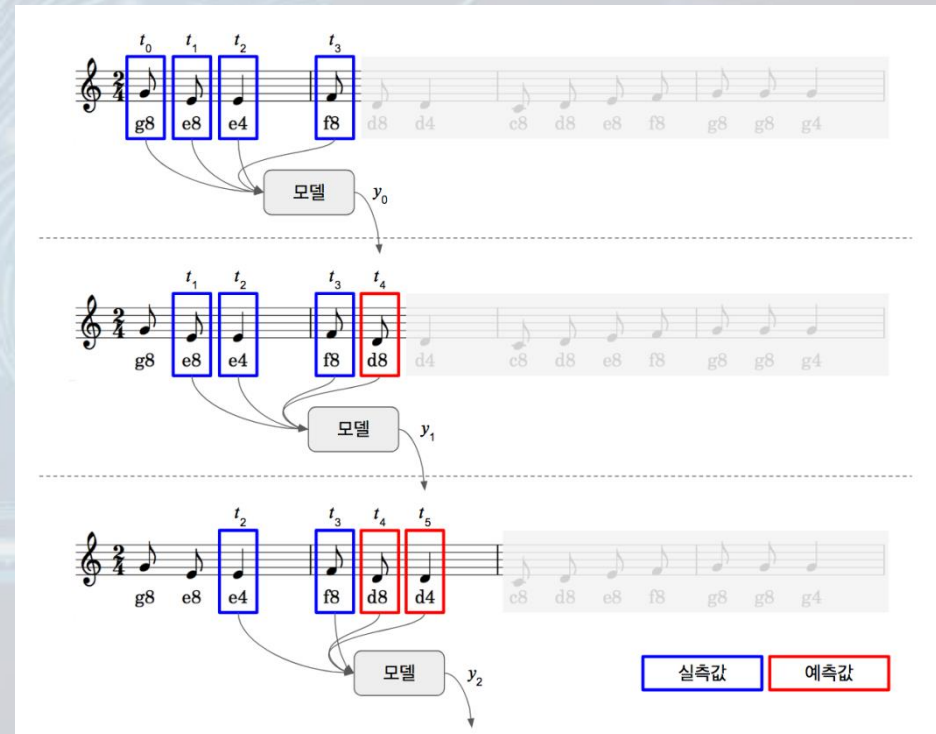 t0 t1 t2 t3
2
4
g8 e8 e4 f8 d8 d4 c8 d8 e8 f8 g8 g8 g4
모델 y0
t1 t2 t3 t4
2
4
g8 e8 e4 f8 d8 d4 c8 d8 e8 f8 g8 g8 g4
모델 y1
t2 t3 t4 t5
2
4
g8 e8 e4 f8 d8 d4 c8 d8 e8 f8 g8 g8 g4
모델 y2
실측값 예측값